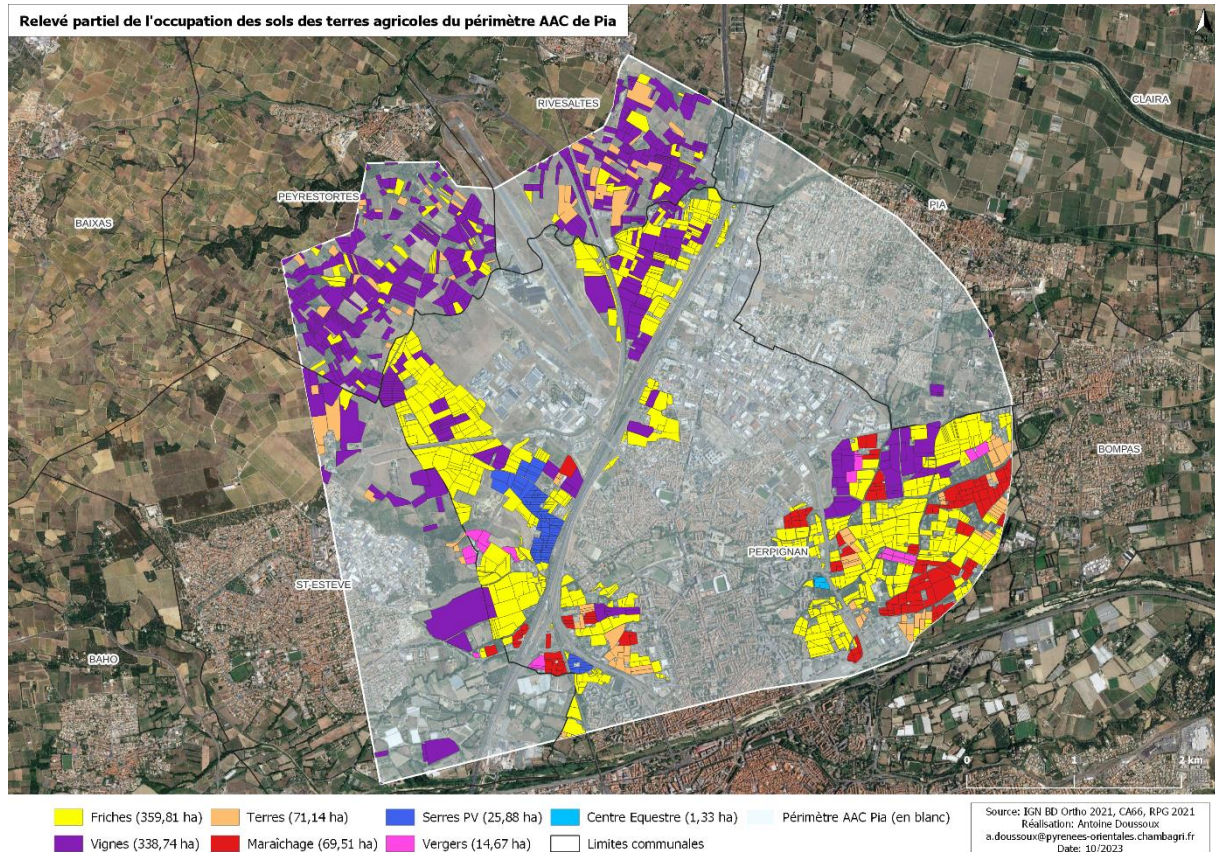 Relevé partiel de l'occupation des sols des terres agricoles du périmètre AAC de Pia
RIVESALTES
CLAIRA
PEYRESTORTES
BAIXAS
PIA
BOMPAS
PERPIGNAN
ST-ESTEVE
BAHO
0 1 2 km
Friches (359,81 ha)
Terres (71,14 ha)
Serres PV (25,88 ha)
Centre Equestre (1,33 ha)
Périmètre AAC Pia (en blanc)
Vignes (338,74 ha)
Maraîchage (69,51 ha)
Vergers (14,67 ha)
Limites communales
Source: IGN BD Ortho 2021, CA66, RPG 2021
Réalisation: Antoine Doussoux
a.doussoux@pyrenees-orientales.chambagri.fr
Date: 10/2023